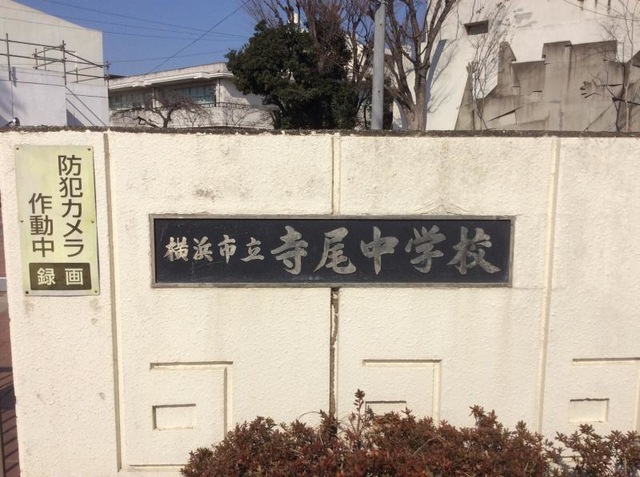 防犯カメラ
作動中
録画
横浜市立寺尾中学校